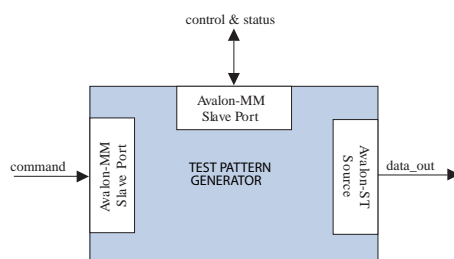 control & status
Avalon-MM
Slave Port
command
Avalon-MM
Slave Port
TEST PATTERN
GENERATOR
Avalon-ST
Source
data_out